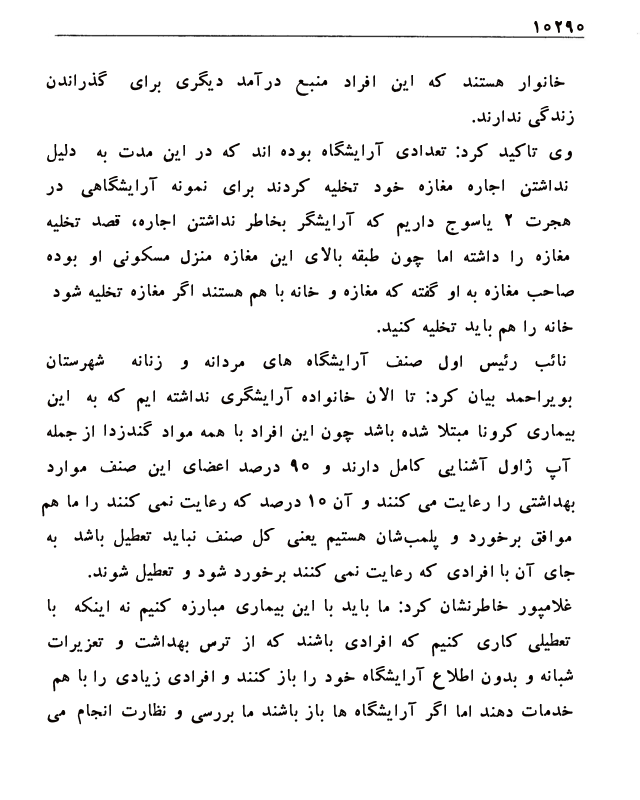 ۱۰۲۹۵
خانوار هستند که این افراد منبع درآمد دیگری برای گذراندن
زندگی ندارند.
وی تاکید کرد: تعدادی آرایشگاه بوده اند که در این مدت به دلیل
نداشتن اجاره مغازه خود تخلیه کردند برای نمونه آرایشگاهی در
هجرت ۲ یاسوج داریم که آرایشگر بخاطر نداشتن اجاره، قصد تخلیه
مغازه را داشته اما چون طبقه بالای این مغازه منزل مسکونی او بوده
صاحب مغازه به او گفته که مغازه و خانه با هم هستند اگر مغازه تخلیه شود
خانه را هم باید تخلیه کنید.
نائب رئیس اول صنف آرایشگاه های مردانه و زنانه شهرستان
بویراحمد بیان کرد: تا الان خانواده آرایشگری نداشته ایم که به این
بیماری کرونا مبتلا شده باشد چون این افراد با همه مواد گندزدا از جمله
آپ ژاول آشنایی کامل دارند و ۹۰ درصد اعضای این صنف موارد
بهداشتی را رعایت می کنند و آن ۱۰ درصد که رعایت نمی کنند را ما هم
موافق برخورد و پلمب‌شان هستیم یعنی کل صنف نباید تعطیل باشد به
جای آن با افرادی که رعایت نمی کنند برخورد شود و تعطیل شوند.
غلامپور خاطرنشان کرد: ما باید با این بیماری مبارزه کنیم نه اینکه با
تعطیلی کاری کنیم که افرادی باشند که از ترس بهداشت و تعزیرات
شبانه و بدون اطلاع آرایشگاه خود را باز کنند و افرادی زیادی را با هم
خدمات دهند اما اگر آرایشگاه ها باز باشند ما بررسی و نظارت انجام می